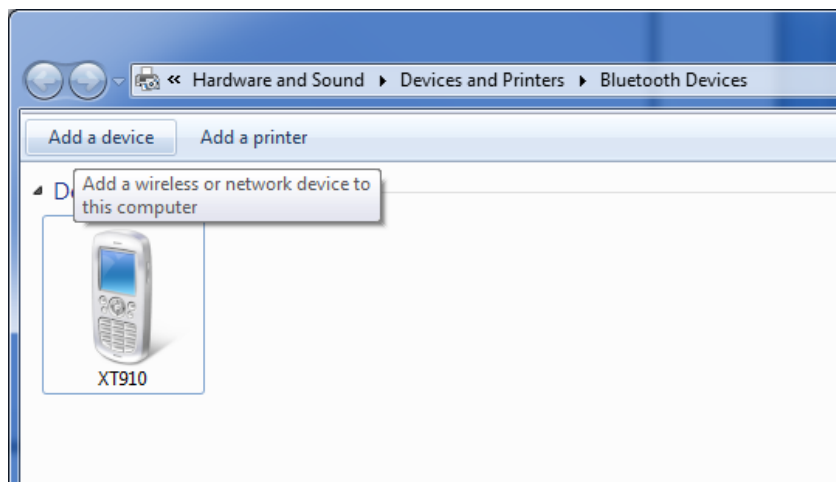 « Hardware and Sound ▸ Devices and Printers ▸ Bluetooth Devices
Add a device Add a printer
Add a wireless or network device to
this computer
XT910